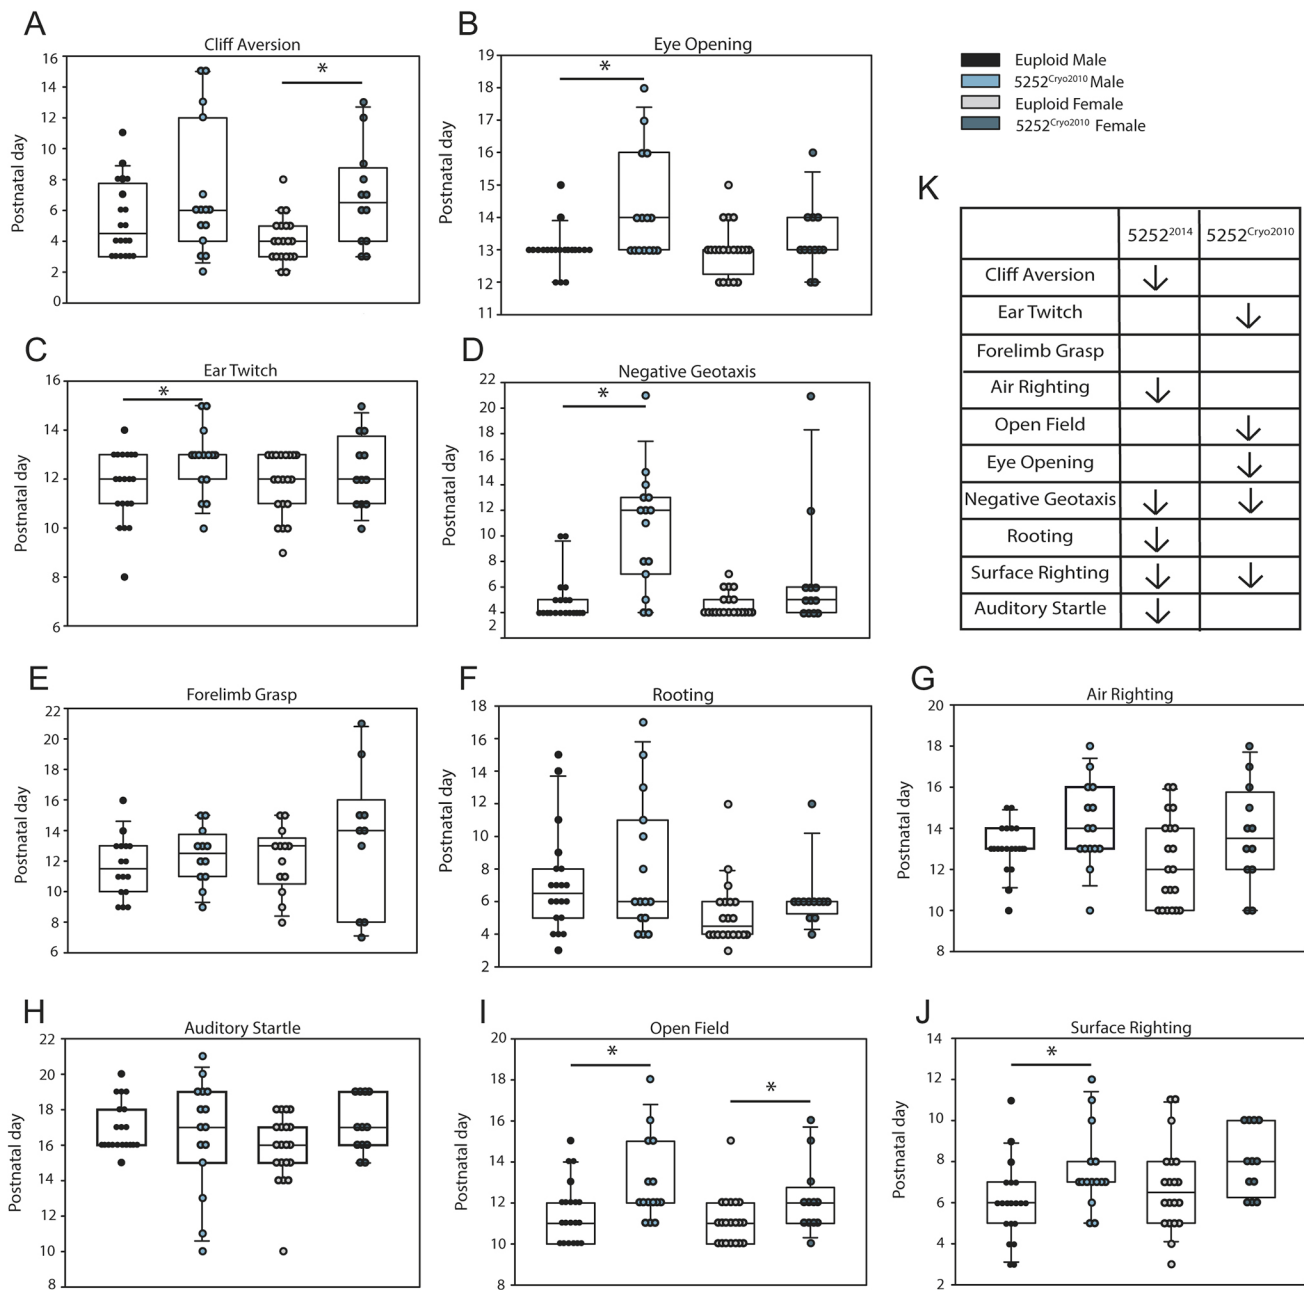 A
Cliff Aversion
Postnatal day
16
14
12
10
8
6
4
2
0
*
B
Eye Opening
Postnatal day
19
18
17
16
15
14
13
12
11
*
Euploid Male
5252Cryo2010 Male
Euploid Female
5252Cryo2010 Female
C
Ear Twitch
Postnatal day
16
14
12
10
8
6
*
D
Negative Geotaxis
Postnatal day
22
20
18
16
14
12
10
8
6
4
2
*
K
5252²⁰¹⁴ 5252Cryo2010
Cliff Aversion ↓
Ear Twitch ↓
Forelimb Grasp
Air Righting ↓
Open Field ↓
Eye Opening ↓
Negative Geotaxis ↓ ↓
Rooting ↓
Surface Righting ↓ ↓
Auditory Startle ↓
E
Forelimb Grasp
Postnatal day
22
20
18
16
14
12
10
8
6
F
Rooting
Postnatal day
18
16
14
12
10
8
6
4
2
G
Air Righting
Postnatal day
20
18
16
14
12
10
8
H
Auditory Startle
Postnatal day
22
20
18
16
14
12
10
8
I
Open Field
Postnatal day
20
18
16
14
12
10
8
*
*
J
Surface Righting
Postnatal day
14
12
10
8
6
4
2
*